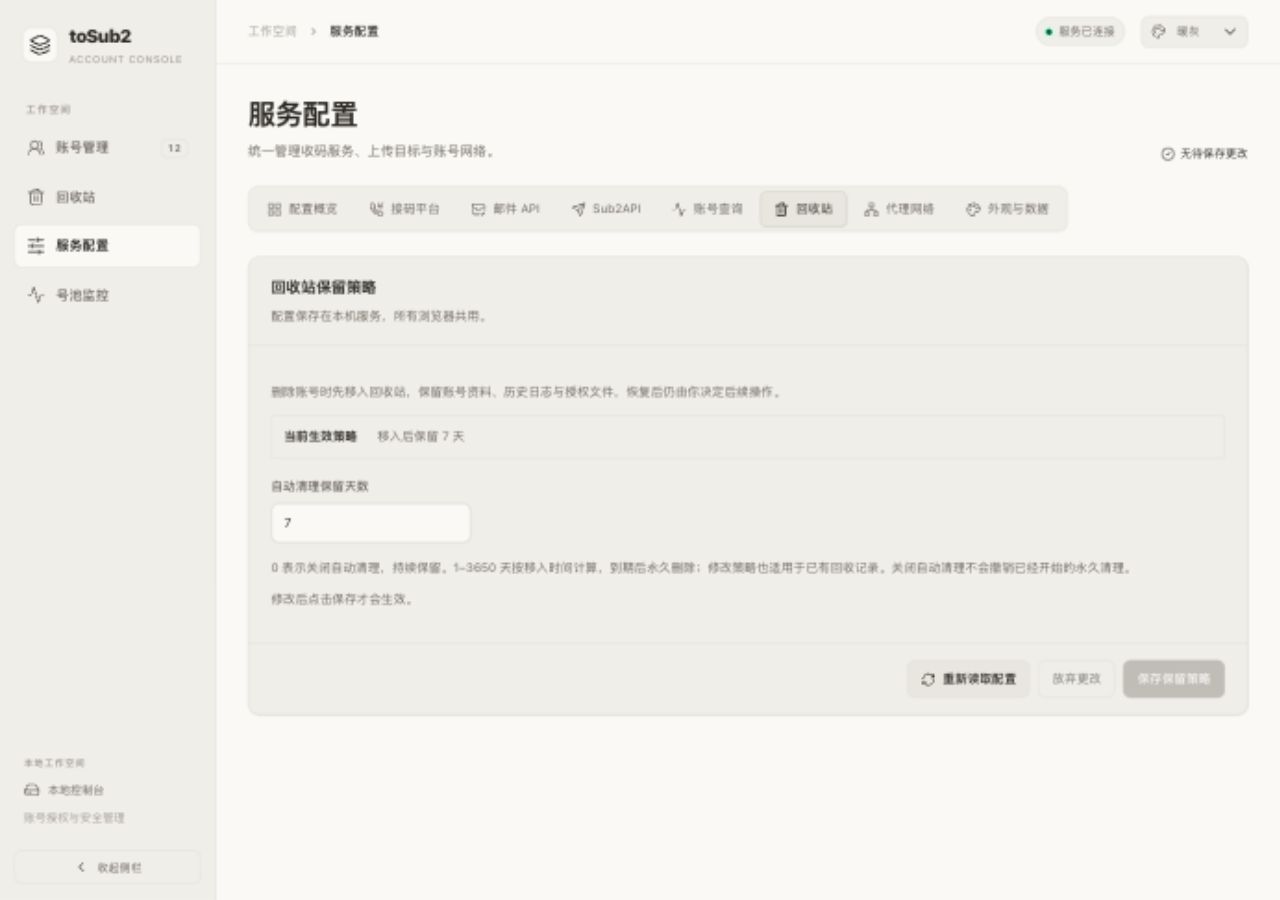 toSub2
ACCOUNT CONSOLE
工作空间
账号管理 12
回收站
服务配置
号池监控
本地工作空间
本地控制台
账号授权与安全管理
收起侧栏
工作空间 > 服务配置
服务已连接
暖灰
服务配置
统一管理收码服务、上传目标与账号网络。
无待保存更改
配置概览 接码平台 邮件 API Sub2API 账号查询 回收站 代理网络 外观与数据
回收站保留策略
配置保存在本机服务，所有浏览器共用。
删除账号时先移入回收站，保留账号资料、历史日志与授权文件，恢复后仍由你决定后续操作。
当前生效策略 移入后保留 7 天
自动清理保留天数
7
0 表示关闭自动清理，持续保留。1–3650 天按移入时间计算，到期后永久删除；修改策略也适用于已有回收记录。关闭自动清理不会撤销已经开始的永久清理。
修改后点击保存才会生效。
重新读取配置 放弃更改 保存保留策略